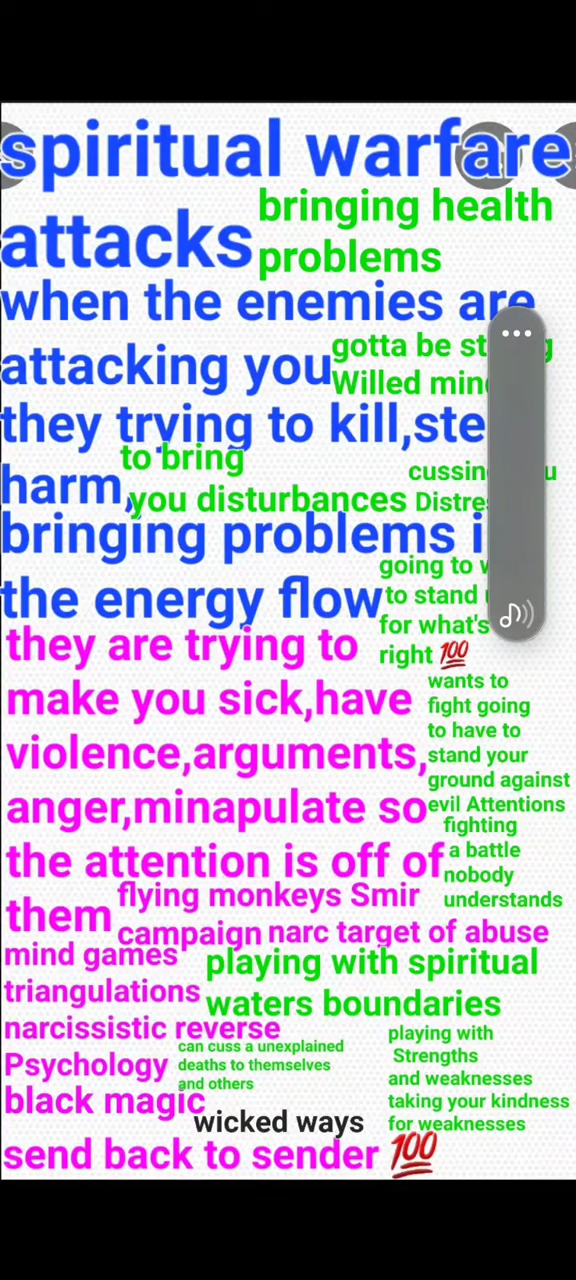 spiritual warfare
attacks
bringing health
problems
when the enemies are
attacking you
gotta be
Willed
they trying to kill,
to bring
harm,
you disturbances
cussing
bringing problems
the energy flow
going to
to stand
for what's
right 💯
they are trying to
make you sick,have
violence,arguments,
anger,minapulate so
the attention is off of
them
wants to
fight going
to have to
stand your
ground against
evil Attentions
fighting
a battle
nobody
understands
flying monkeys Smir
campaign narc target of abuse
mind games
triangulations
narcissistic reverse
Psychology
black magic
playing with spiritual
waters boundaries
can cuss a unexplained
deaths to themselves
and others
playing with
Strengths
and weaknesses
taking your kindness
for weaknesses
wicked ways
send back to sender 💯